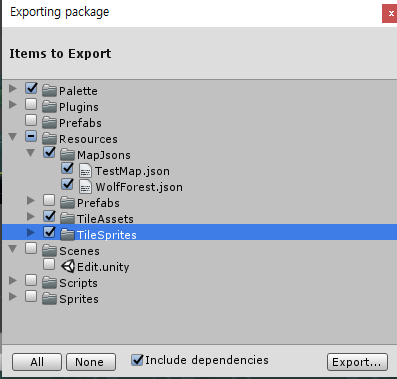 Exporting package
x
Items to Export
Palette
Plugins
Prefabs
Resources
MapJsons
TestMap.json
WolfForest.json
Prefabs
TileAssets
TileSprites
Scenes
Edit.unity
Scripts
Sprites
All None Include dependencies Export...